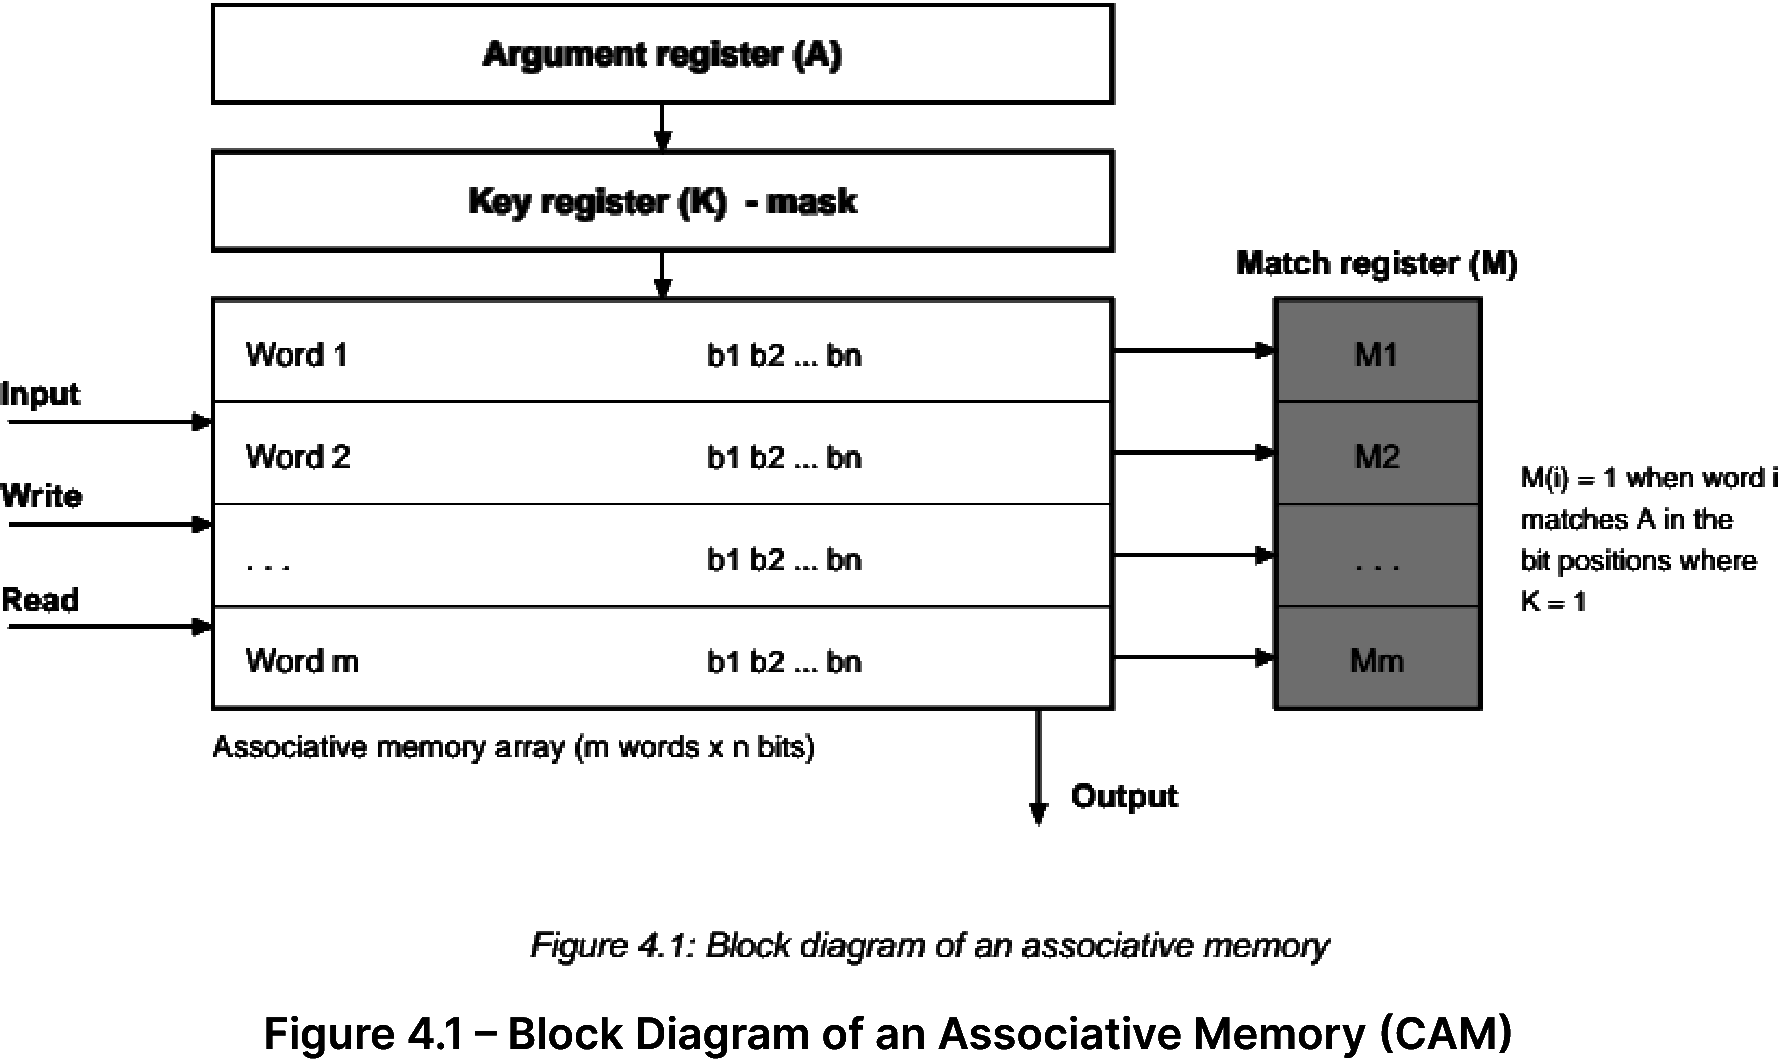 Argument register (A)
Key register (K)  - mask
Match register (M)
Word 1 b1 b2 ... bn M1
Input
Word 2 b1 b2 ... bn M2
Write
. . . b1 b2 ... bn . . .
Read
Word m b1 b2 ... bn Mm
M(i) = 1 when word i
matches A in the
bit positions where
K = 1
Associative memory array (m words x n bits)
Output
Figure 4.1: Block diagram of an associative memory
Figure 4.1 – Block Diagram of an Associative Memory (CAM)